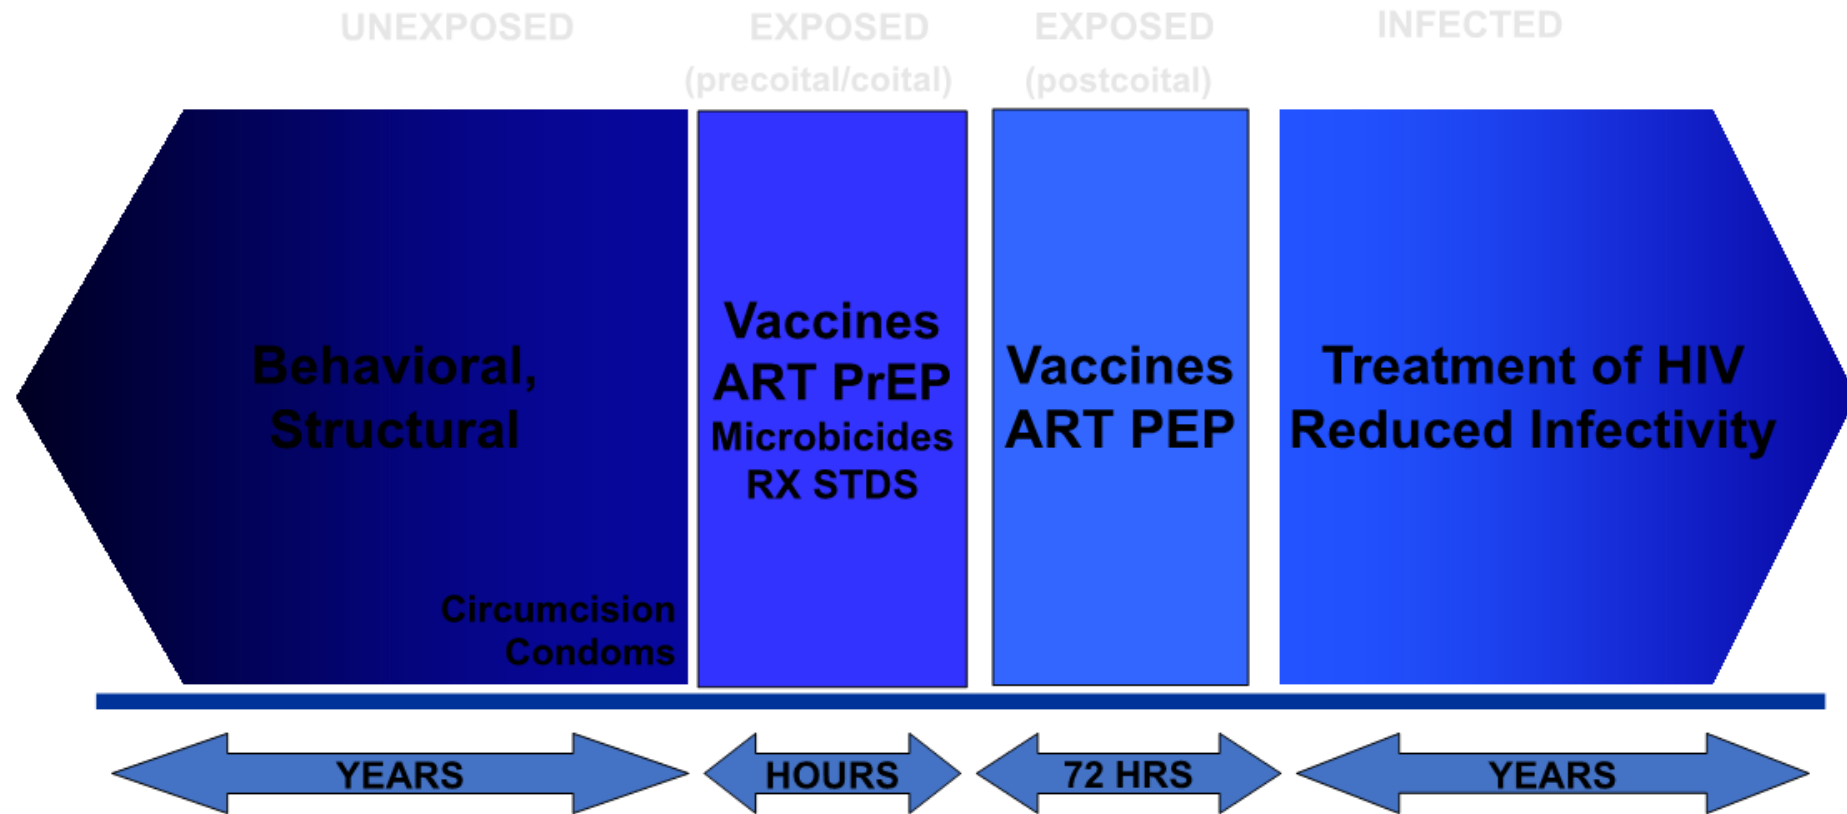 UNEXPOSED
EXPOSED
(precoital/coital)
EXPOSED
(postcoital)
INFECTED
Behavioral,
Structural
Circumcision
Condoms
Vaccines
ART PrEP
Microbicides
RX STDS
Vaccines
ART PEP
Treatment of HIV
Reduced Infectivity
YEARS
HOURS
72 HRS
YEARS